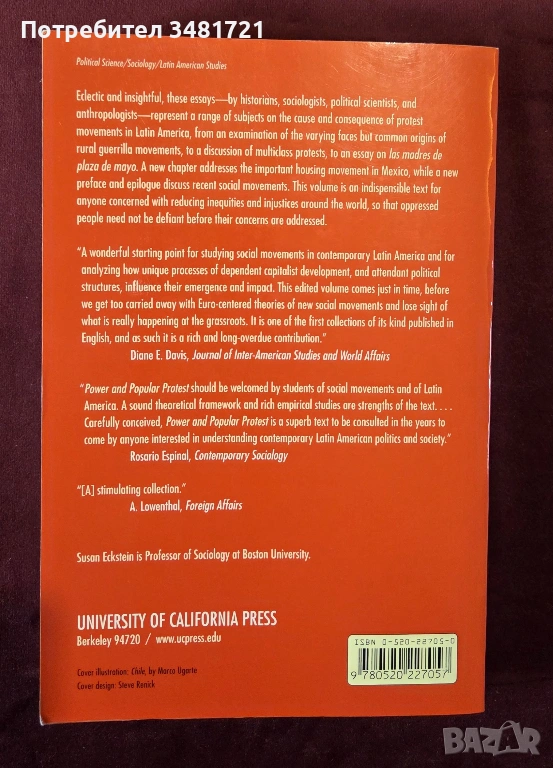 Потребител 3481721
Political Science/Sociology/Latin American Studies
Eclectic and insightful, these essays—by historians, sociologists, political scientists, and
anthropologists—represent a range of subjects on the cause and consequence of protest
movements in Latin America, from an examination of the varying faces but common origins of
rural guerrilla movements, to a discussion of multiclass protests, to an essay on las madres de
plaza de mayo. A new chapter addresses the important housing movement in Mexico, while a new
preface and epilogue discuss recent social movements. This volume is an indispensible text for
anyone concerned with reducing inequities and injustices around the world, so that oppressed
people need not be defiant before their concerns are addressed.
“A wonderful starting point for studying social movements in contemporary Latin America and for
analyzing how unique processes of dependent capitalist development, and attendant political
structures, influence their emergence and impact. This edited volume comes just in time, before
we get too carried away with Euro-centered theories of new social movements and lose sight of
what is really happening at the grassroots. It is one of the first collections of its kind published in
English, and as such it is a rich and long-overdue contribution.”
Diane E. Davis, Journal of Inter-American Studies and World Affairs
“Power and Popular Protest should be welcomed by students of social movements and of Latin
America. A sound theoretical framework and rich empirical studies are strengths of the text. . . .
Carefully conceived, Power and Popular Protest is a superb text to be consulted in the years to
come by anyone interested in understanding contemporary Latin American politics and society.”
Rosario Espinal, Contemporary Sociology
“[A] stimulating collection.”
A. Lowenthal, Foreign Affairs
Susan Eckstein is Professor of Sociology at Boston University.
UNIVERSITY OF CALIFORNIA PRESS
Berkeley 94720 / www.ucpress.edu
Cover illustration: Chile, by Marco Ugarte
Cover design: Steve Renick
ISBN 0-520-22705-0
9 780520 227057
BAZAR